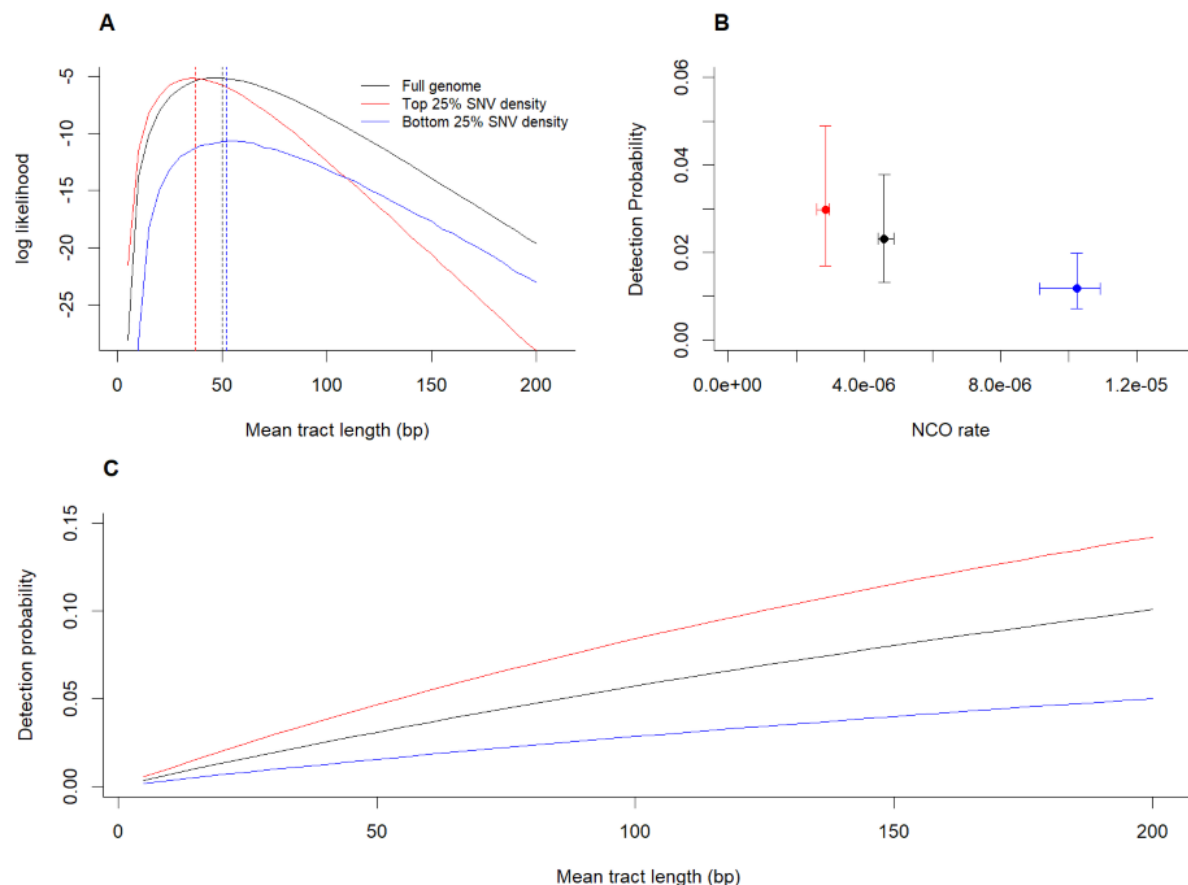 A
log likelihood
-5
-10
-15
-20
-25
0 50 100 150 200
Mean tract length (bp)
Full genome
Top 25% SNV density
Bottom 25% SNV density
B
Detection Probability
0.06
0.04
0.02
0.00
0.0e+00 4.0e-06 8.0e-06 1.2e-05
NCO rate
C
Detection probability
0.15
0.10
0.05
0.00
0 50 100 150 200
Mean tract length (bp)